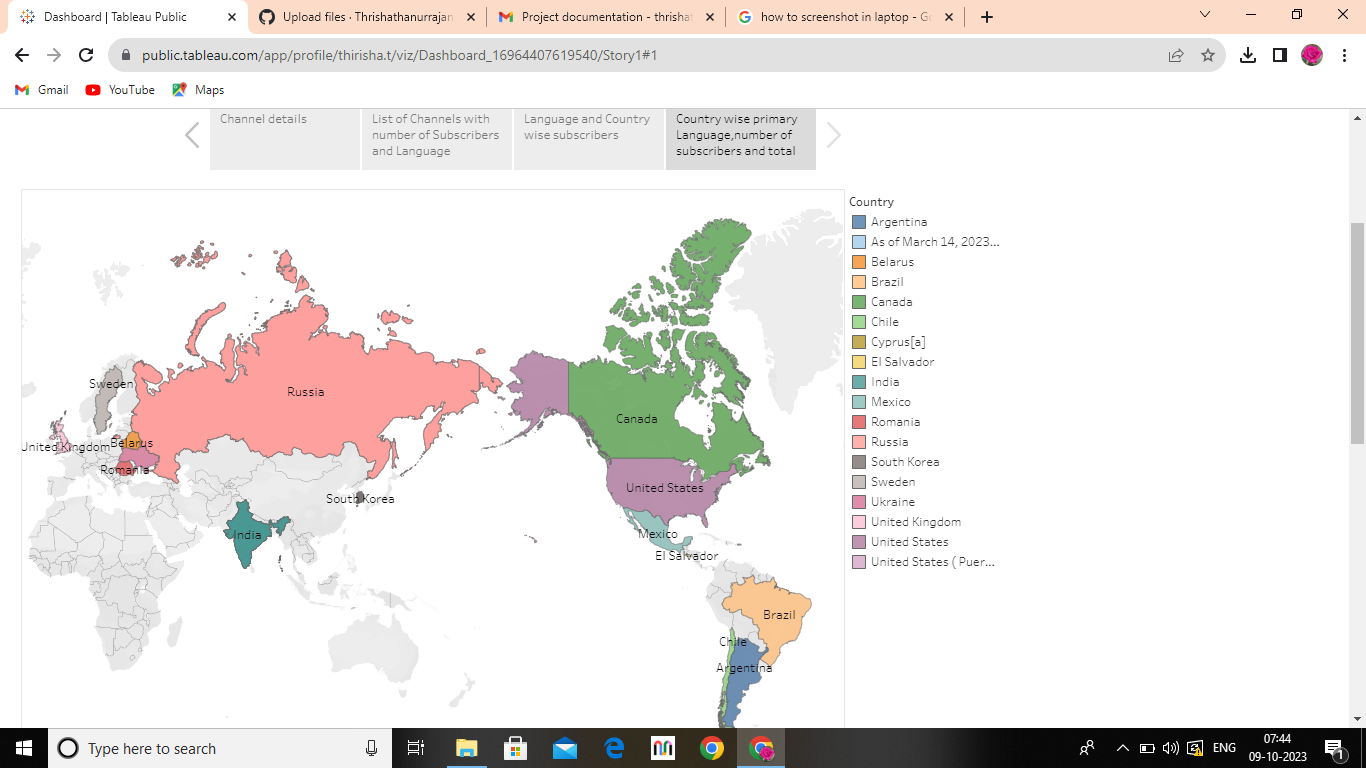 Dashboard | Tableau Public
Upload files · Thrishathanurrajan
Project documentation - thrishat
how to screenshot in laptop - Go
public.tableau.com/app/profile/thirisha.t/viz/Dashboard_16964407619540/Story1#1
Gmail
YouTube
Maps
Channel details
List of Channels with
number of Subscribers
and Language
Language and Country
wise subscribers
Country wise primary
Language,number of
subscribers and total
Sweden
Russia
United Kingdom
Belarus
Romania
South Korea
India
Canada
United States
Mexico
El Salvador
Brazil
Chile
Argentina
Country
Argentina
As of March 14, 2023...
Belarus
Brazil
Canada
Chile
Cyprus[a]
El Salvador
India
Mexico
Romania
Russia
South Korea
Sweden
Ukraine
United Kingdom
United States
United States ( Puer...
Type here to search
ENG
07:44
09-10-2023
1